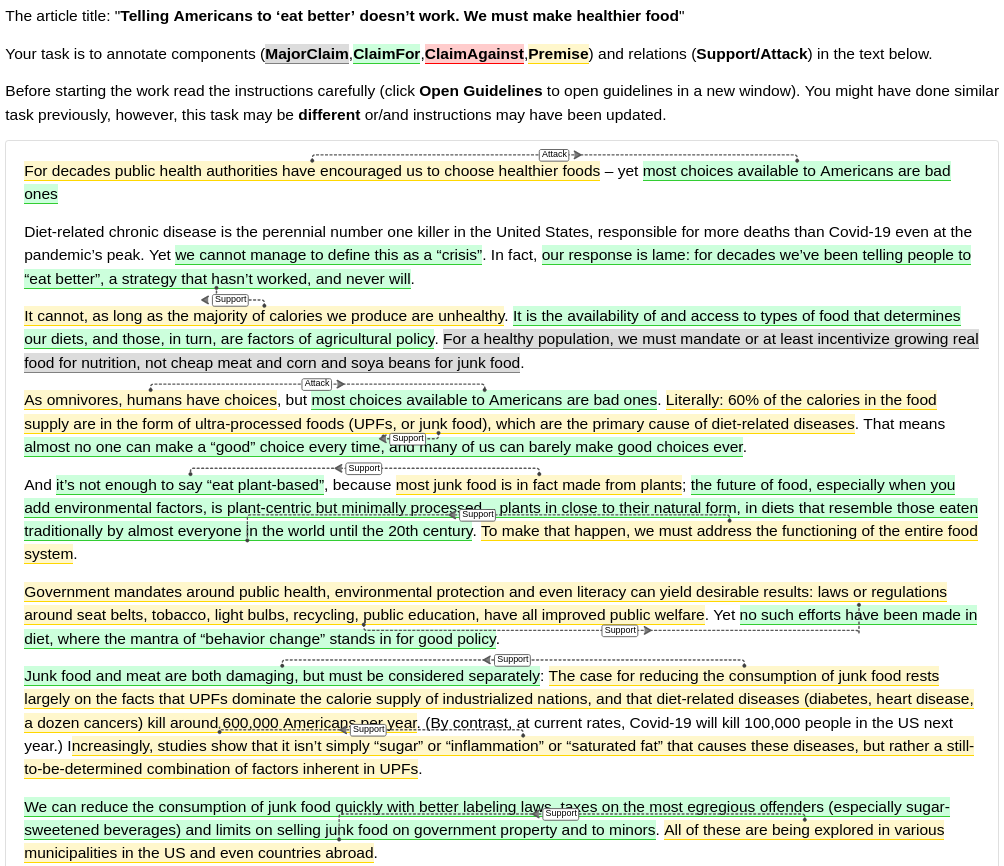 The article title: "Telling Americans to ‘eat better’ doesn’t work. We must make healthier food"
Your task is to annotate components (MajorClaim,ClaimFor,ClaimAgainst,Premise) and relations (Support/Attack) in the text below.
Before starting the work read the instructions carefully (click Open Guidelines to open guidelines in a new window). You might have done similar
task previously, however, this task may be different or/and instructions may have been updated.
Attack
For decades public health authorities have encouraged us to choose healthier foods – yet most choices available to Americans are bad
ones
Diet-related chronic disease is the perennial number one killer in the United States, responsible for more deaths than Covid-19 even at the
pandemic’s peak. Yet we cannot manage to define this as a “crisis”. In fact, our response is lame: for decades we’ve been telling people to
“eat better”, a strategy that hasn’t worked, and never will.
Support
It cannot, as long as the majority of calories we produce are unhealthy. It is the availability of and access to types of food that determines
our diets, and those, in turn, are factors of agricultural policy. For a healthy population, we must mandate or at least incentivize growing real
food for nutrition, not cheap meat and corn and soya beans for junk food.
Attack
As omnivores, humans have choices, but most choices available to Americans are bad ones. Literally: 60% of the calories in the food
supply are in the form of ultra-processed foods (UPFs, or junk food), which are the primary cause of diet-related diseases. That means
Support
almost no one can make a “good” choice every time, and many of us can barely make good choices ever.
Support
And it’s not enough to say “eat plant-based”, because most junk food is in fact made from plants; the future of food, especially when you
add environmental factors, is plant-centric but minimally processed – plants in close to their natural form, in diets that resemble those eaten
Support
traditionally by almost everyone in the world until the 20th century. To make that happen, we must address the functioning of the entire food
system.
Government mandates around public health, environmental protection and even literacy can yield desirable results: laws or regulations
around seat belts, tobacco, light bulbs, recycling, public education, have all improved public welfare. Yet no such efforts have been made in
Support
diet, where the mantra of “behavior change” stands in for good policy.
Support
Junk food and meat are both damaging, but must be considered separately: The case for reducing the consumption of junk food rests
largely on the facts that UPFs dominate the calorie supply of industrialized nations, and that diet-related diseases (diabetes, heart disease,
a dozen cancers) kill around 600,000 Americans per year. (By contrast, at current rates, Covid-19 will kill 100,000 people in the US next
Support
year.) Increasingly, studies show that it isn’t simply “sugar” or “inflammation” or “saturated fat” that causes these diseases, but rather a still-
to-be-determined combination of factors inherent in UPFs.
We can reduce the consumption of junk food quickly with better labeling laws, taxes on the most egregious offenders (especially sugar-
Support
sweetened beverages) and limits on selling junk food on government property and to minors. All of these are being explored in various
municipalities in the US and even countries abroad.